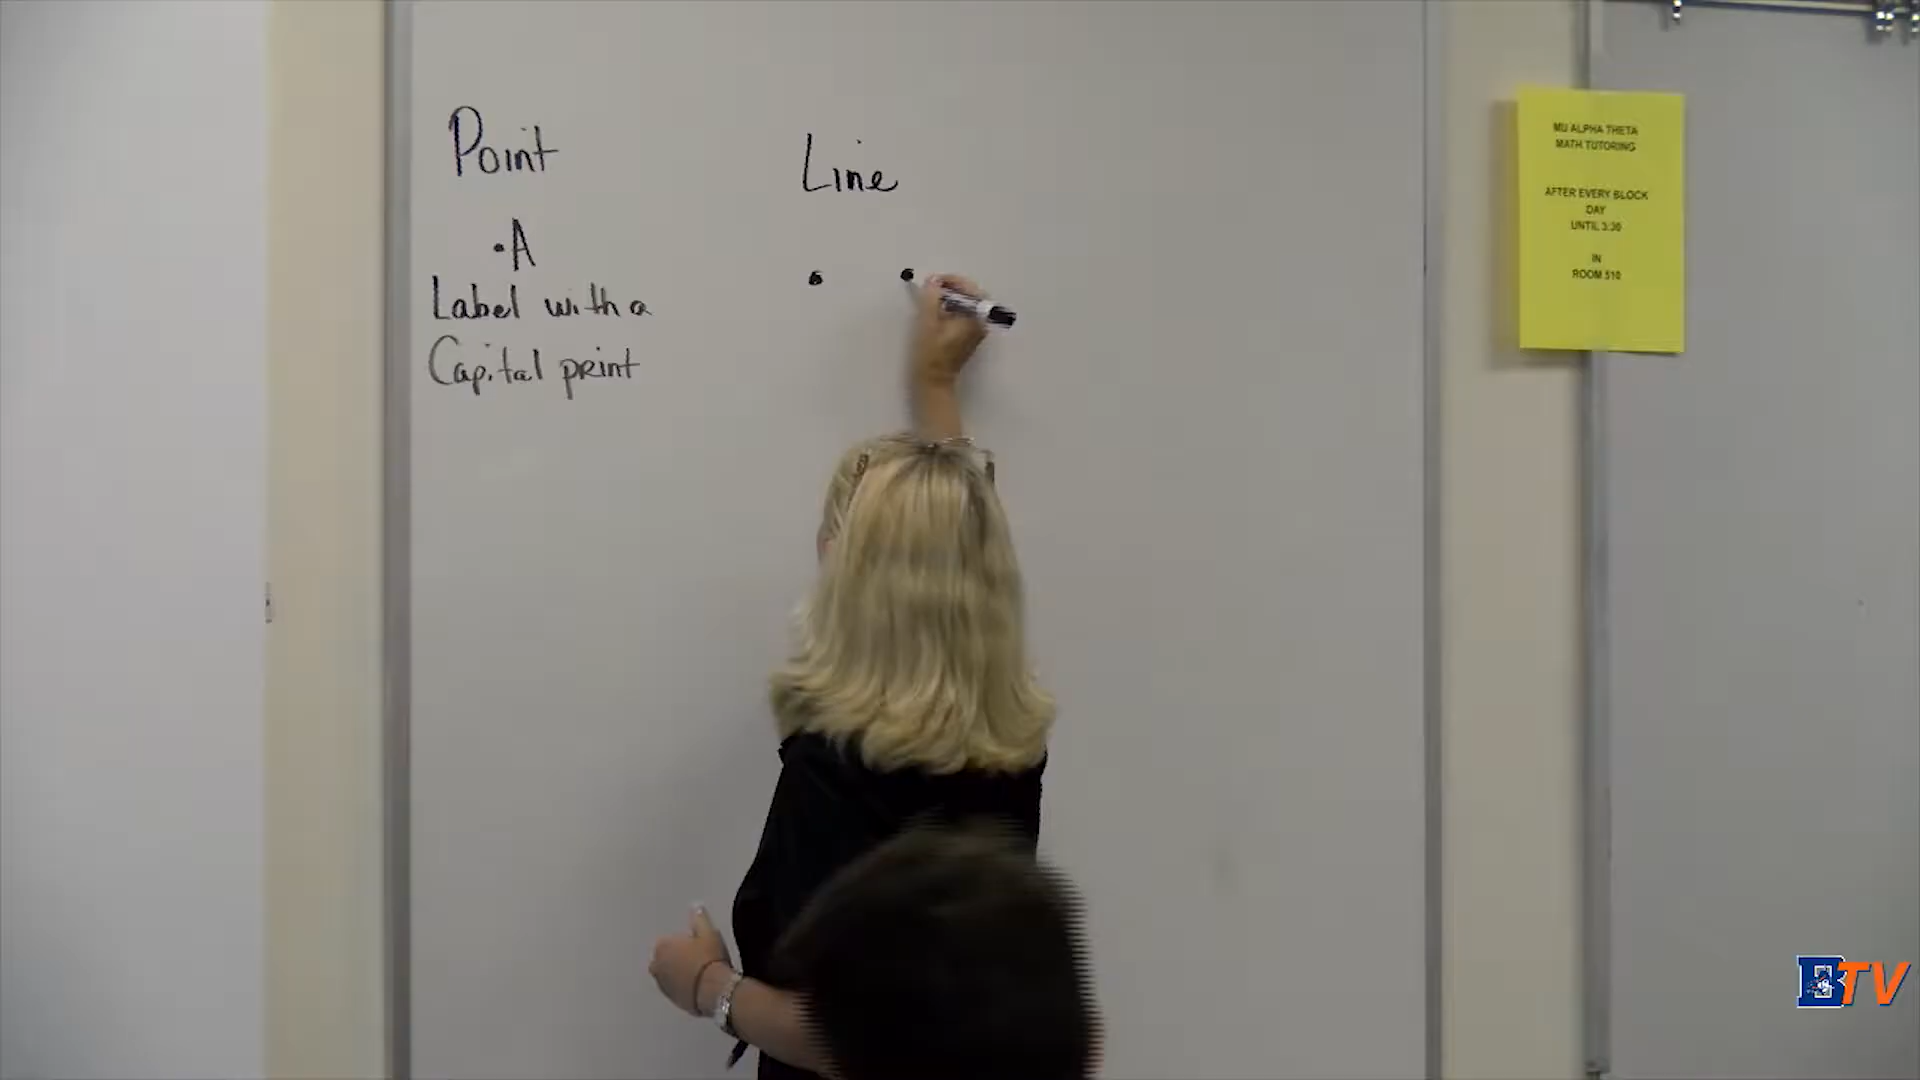 Point
•A
Label with a
Capital print
Line
MU ALPHA THETA
MATH TUTORING
AFTER EVERY BLOCK
DAY
UNTIL 3:30
IN
ROOM 510
BTV